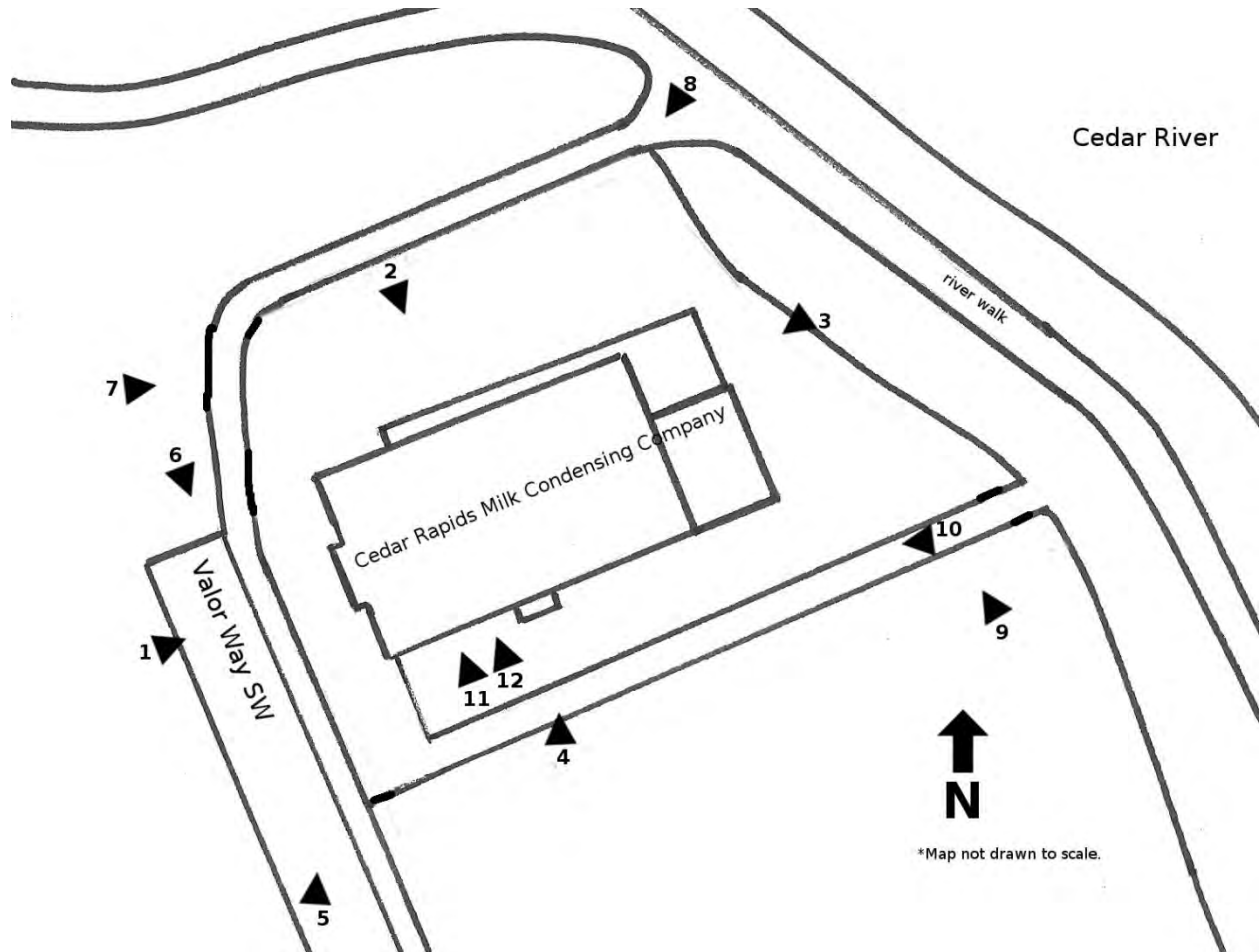 8
Cedar River
2
river walk
3
7
Cedar Rapids Milk Condensing Company
6
10
Valor Way SW
9
1
12
11
4
N
*Map not drawn to scale.
5